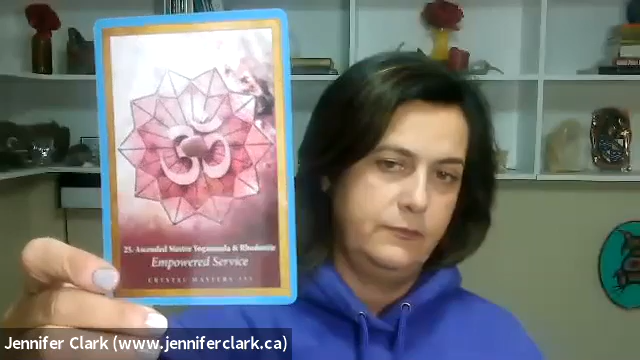 25. Ascended Master Yogananda & Rhodonite
Empowered Service
CRYSTAL MASTERS 333
Jennifer Clark (www.jenniferclark.ca)